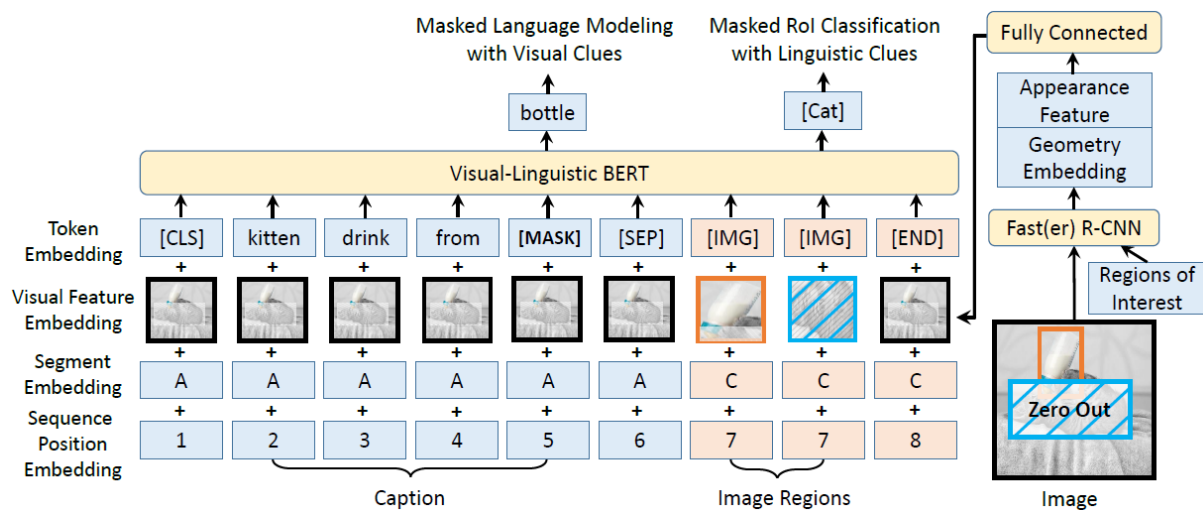 Masked Language Modeling
with Visual Clues
Masked RoI Classification
with Linguistic Clues
Fully Connected
bottle
[Cat]
Appearance
Feature
Geometry
Embedding
Visual-Linguistic BERT
Fast(er) R-CNN
Regions of
Interest
Token
Embedding
[CLS] kitten drink from [MASK] [SEP] [IMG] [IMG] [END]
+ + + + + + + + +
Visual Feature
Embedding
+ + + + + + + + +
Segment
Embedding
A A A A A A C C C
+ + + + + + + + +
Sequence
Position
Embedding
1 2 3 4 5 6 7 7 8
Zero Out
Caption
Image Regions
Image